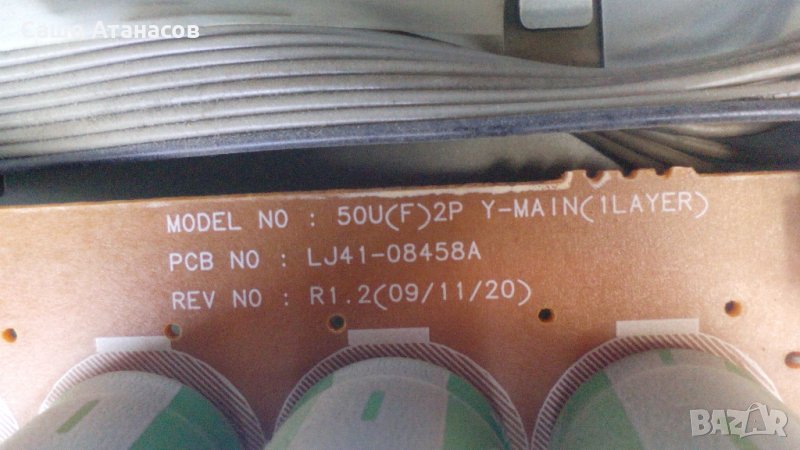 Сашо Атанасов
MODEL NO : 50U(F)2P Y-MAIN(1LAYER)
PCB NO : LJ41-08458A
REV NO : R1.2(09/11/20)
BAZAR